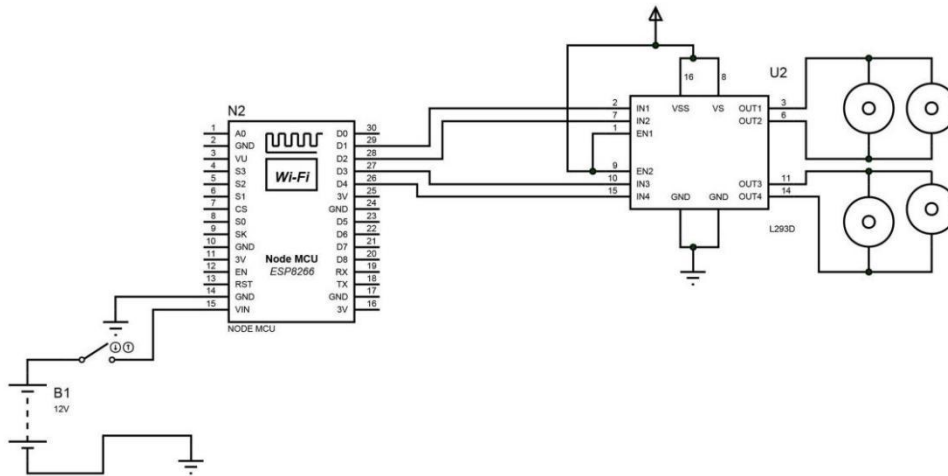 N2
1 A0 D0 30
2 GND D1 29
3 VU D2 28
4 S3 D3 27
5 S2 D4 26
6 S1 3V 25
7 CS GND 24
8 S0 D5 23
9 SK D6 22
10 GND D7 21
11 3V D8 20
12 EN RX 19
13 RST TX 18
14 GND GND 17
15 VIN 3V 16
Wi-Fi
Node MCU
ESP8266
NODE MCU
B1
12V
U2
16 8
VSS VS
2 IN1 OUT1 3
7 IN2 OUT2 6
1 EN1
9 EN2
10 IN3 OUT3 11
15 IN4 OUT4 14
GND GND
L293D